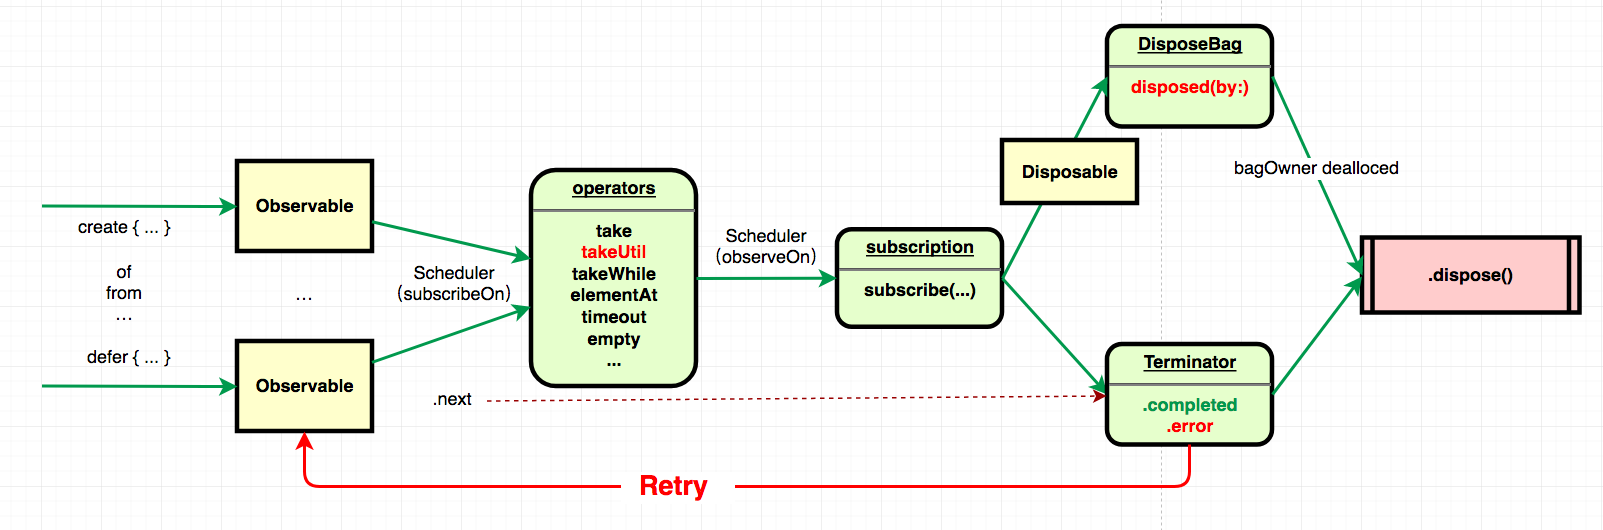 DisposeBag
disposed(by:)
Disposable
bagOwner dealloced
Observable
create { ... }
of
from
...
defer { ... }
...
Observable
Scheduler
(subscribeOn)
operators
take
takeUtil
takeWhile
elementAt
timeout
empty
...
Scheduler
(observeOn)
subscription
subscribe(...)
.dispose()
Terminator
.completed
.error
.next
Retry